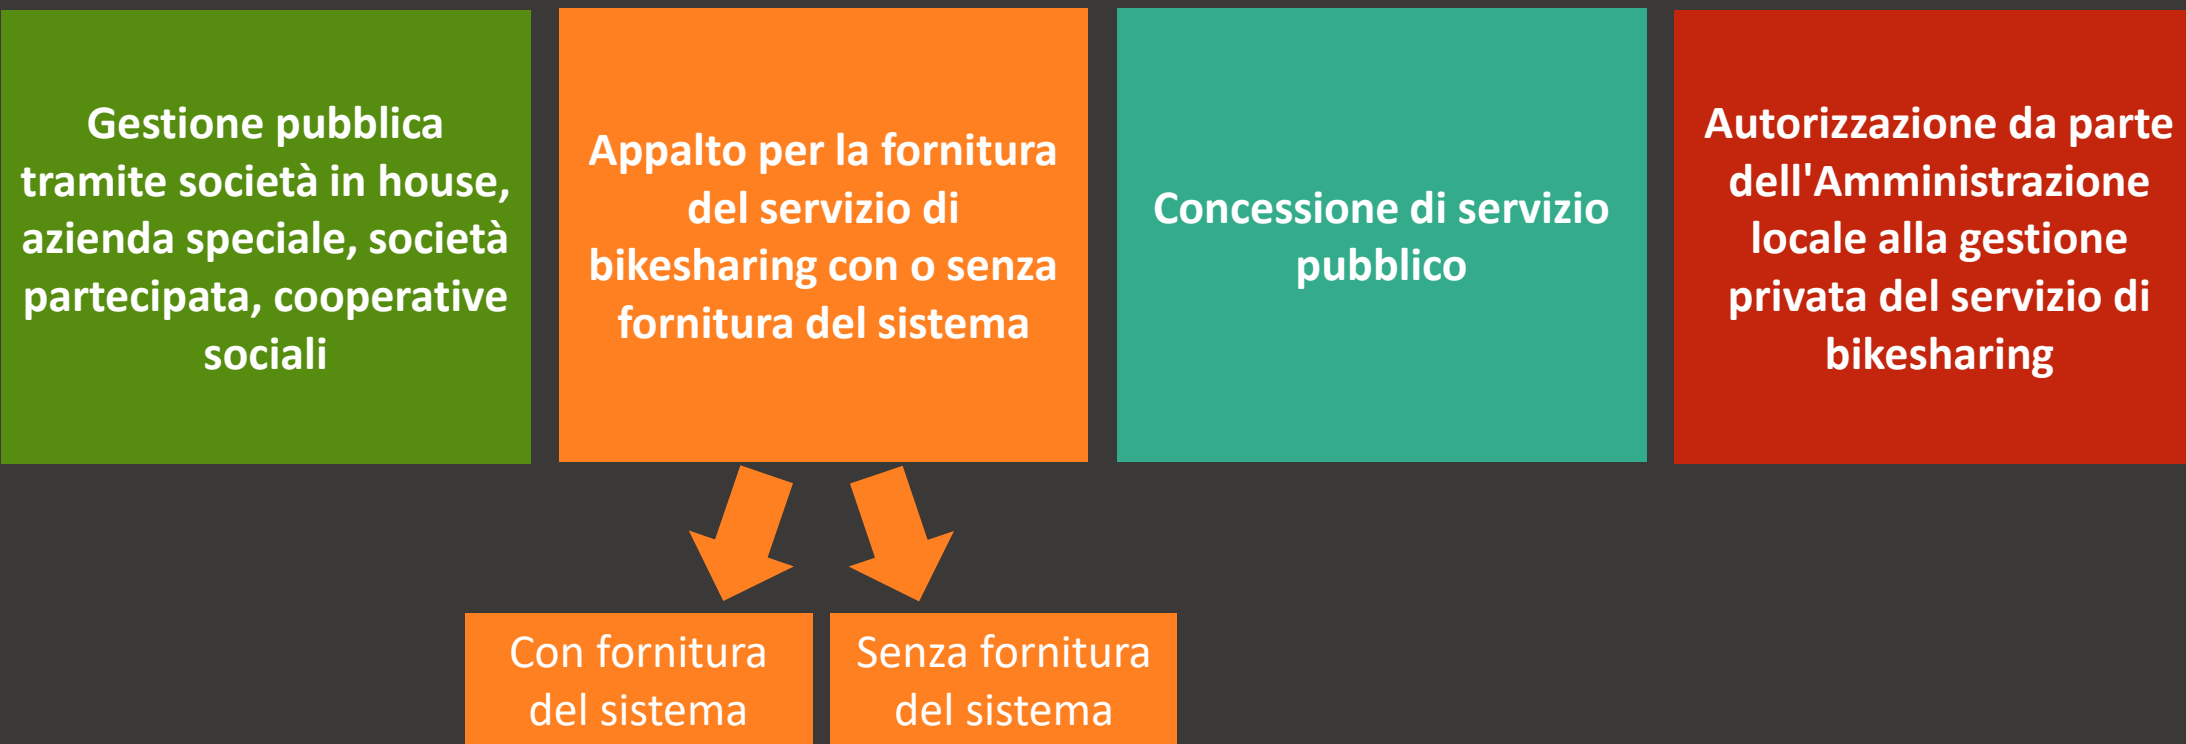 Gestione pubblica
tramite società in house,
azienda speciale, società
partecipata, cooperative
sociali
Appalto per la fornitura
del servizio di
bikesharing con o senza
fornitura del sistema
Concessione di servizio
pubblico
Autorizzazione da parte
dell'Amministrazione
locale alla gestione
privata del servizio di
bikesharing
Con fornitura
del sistema
Senza fornitura
del sistema